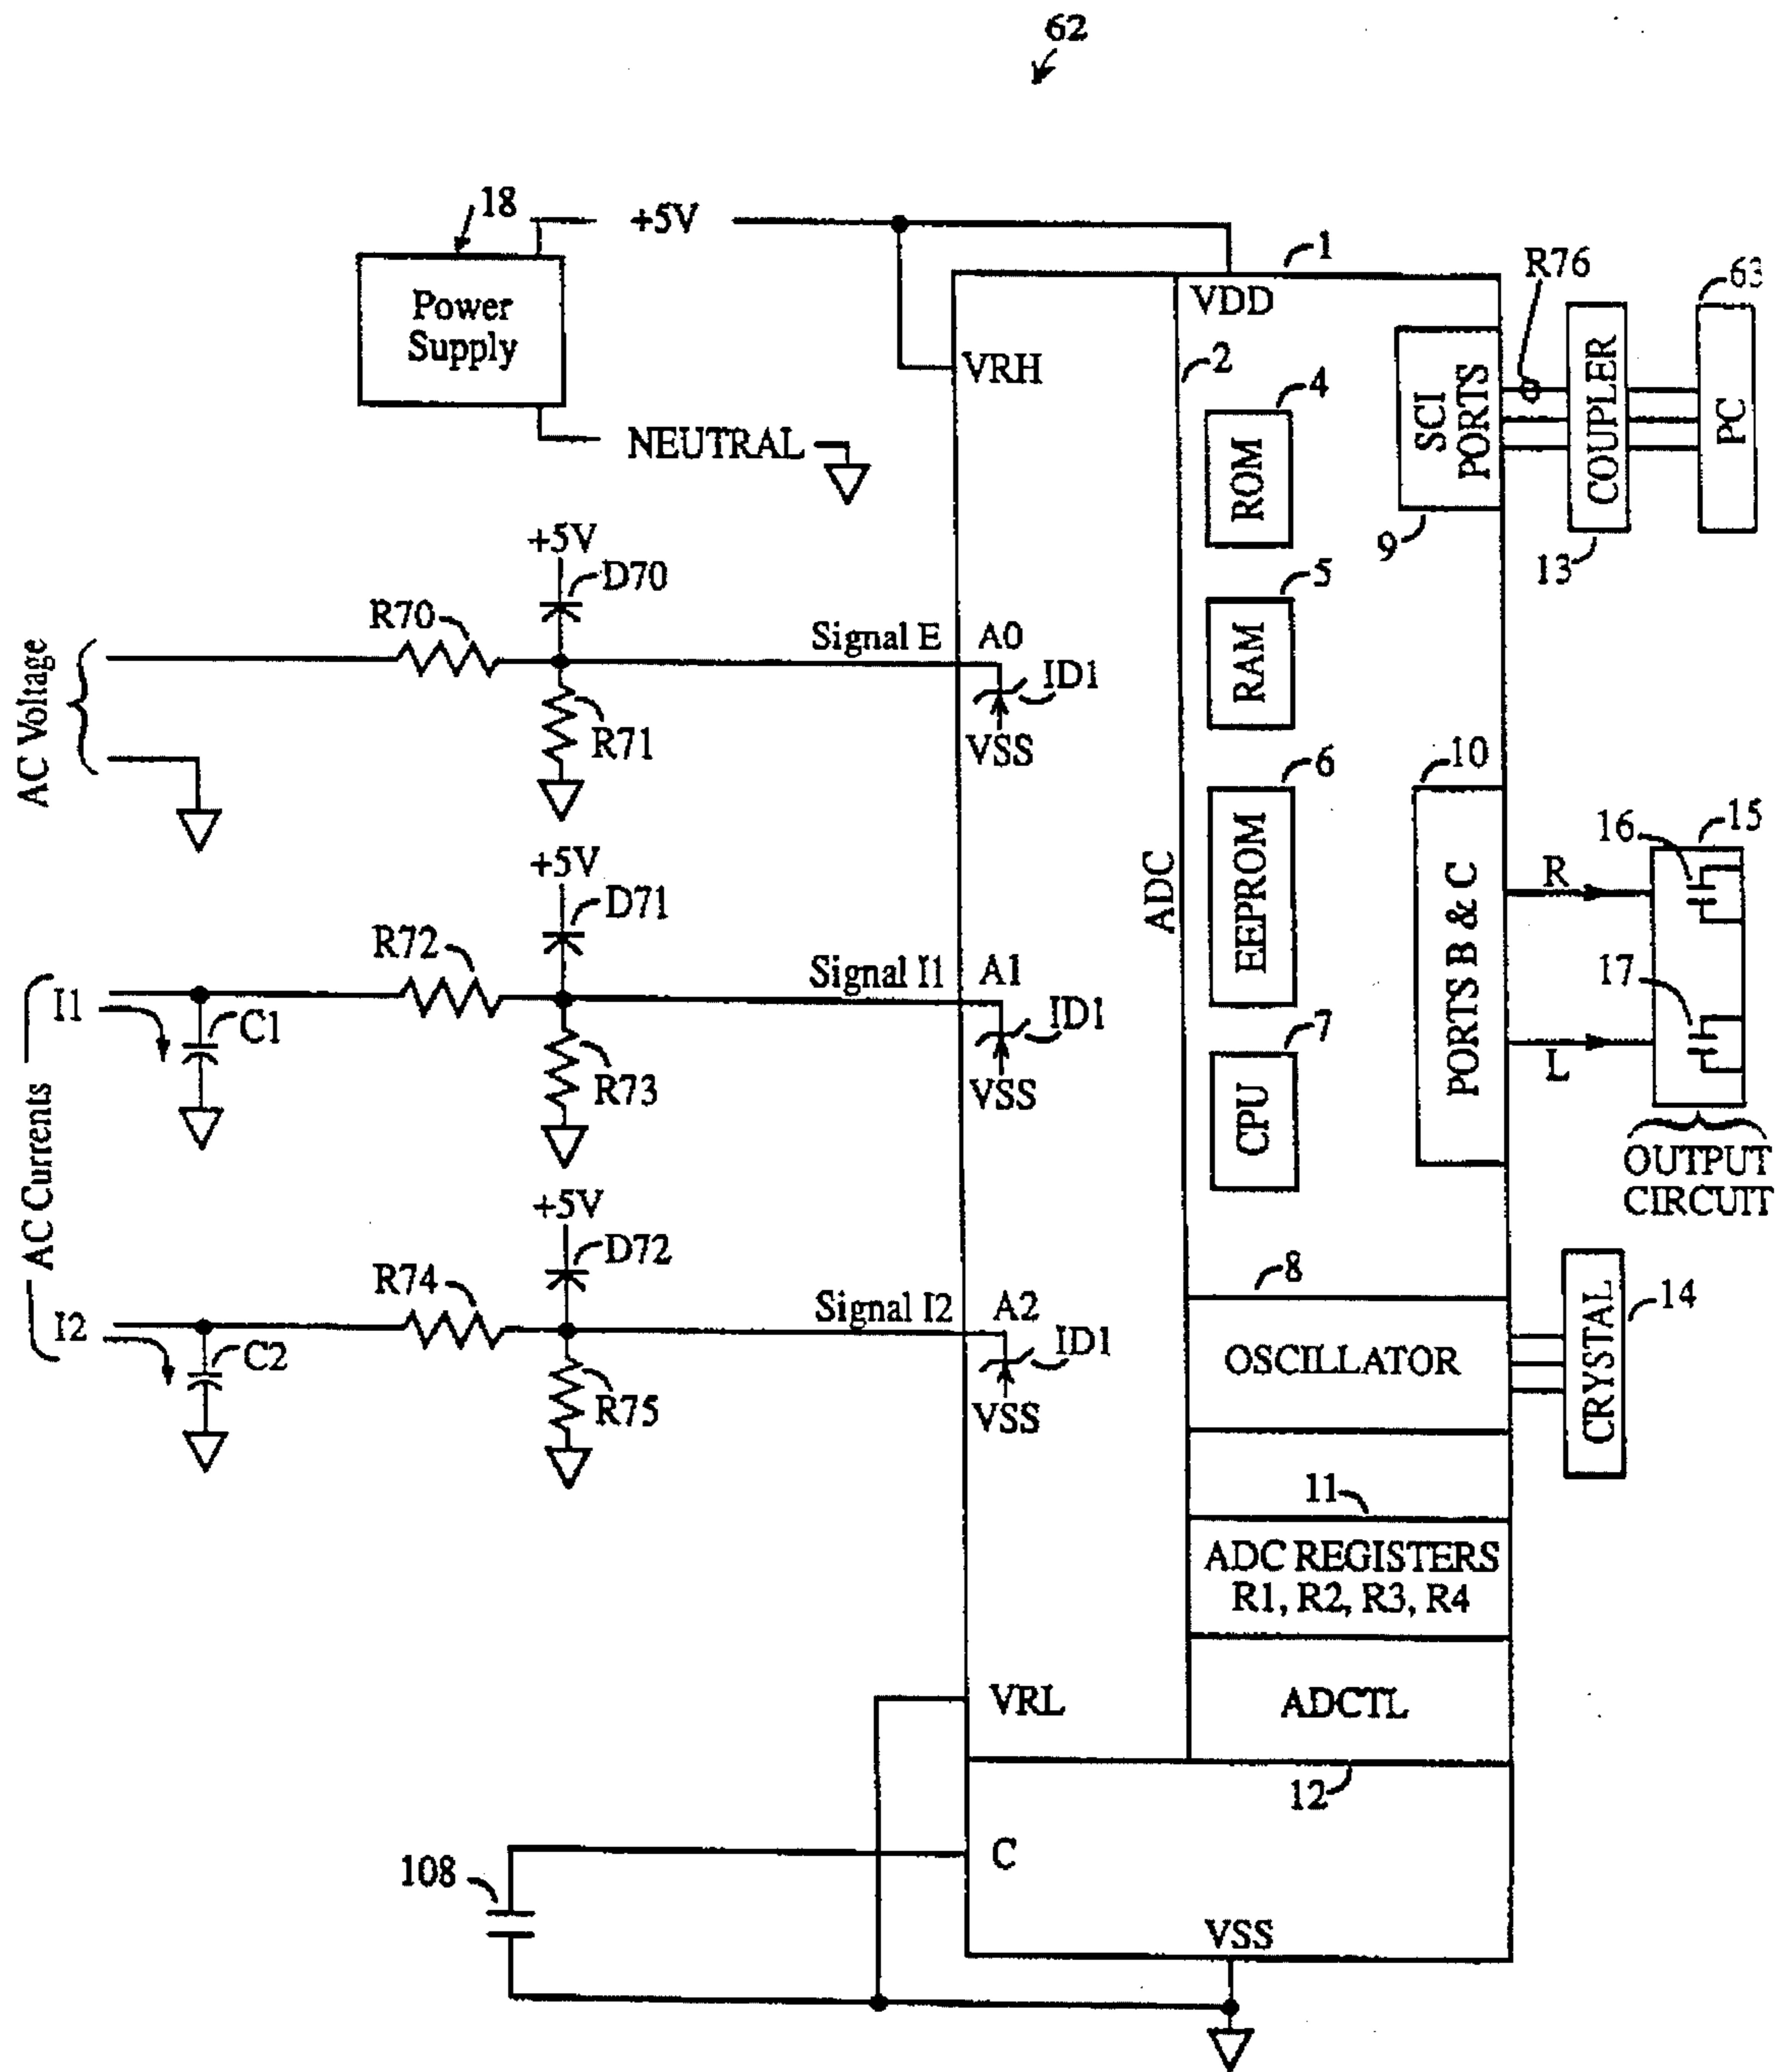 62
18
+5V
Power
Supply
NEUTRAL
1
VDD
VRH
2
R76
63
SCI
PORTS
COUPLER
PC
9
13
4
ROM
+5V
D70
R70
AC Voltage
Signal E
A0
ID1
VSS
R71
5
RAM
6
EEPROM
ADC
10
PORTS B & C
16
15
R
17
L
OUTPUT
CIRCUIT
+5V
D71
R72
AC Currents
I1
C1
Signal I1
A1
ID1
VSS
R73
7
CPU
+5V
D72
R74
I2
C2
Signal I2
A2
ID1
VSS
R75
8
OSCILLATOR
14
CRYSTAL
11
ADC REGISTERS
R1, R2, R3, R4
VRL
ADCTL
12
C
108
VSS